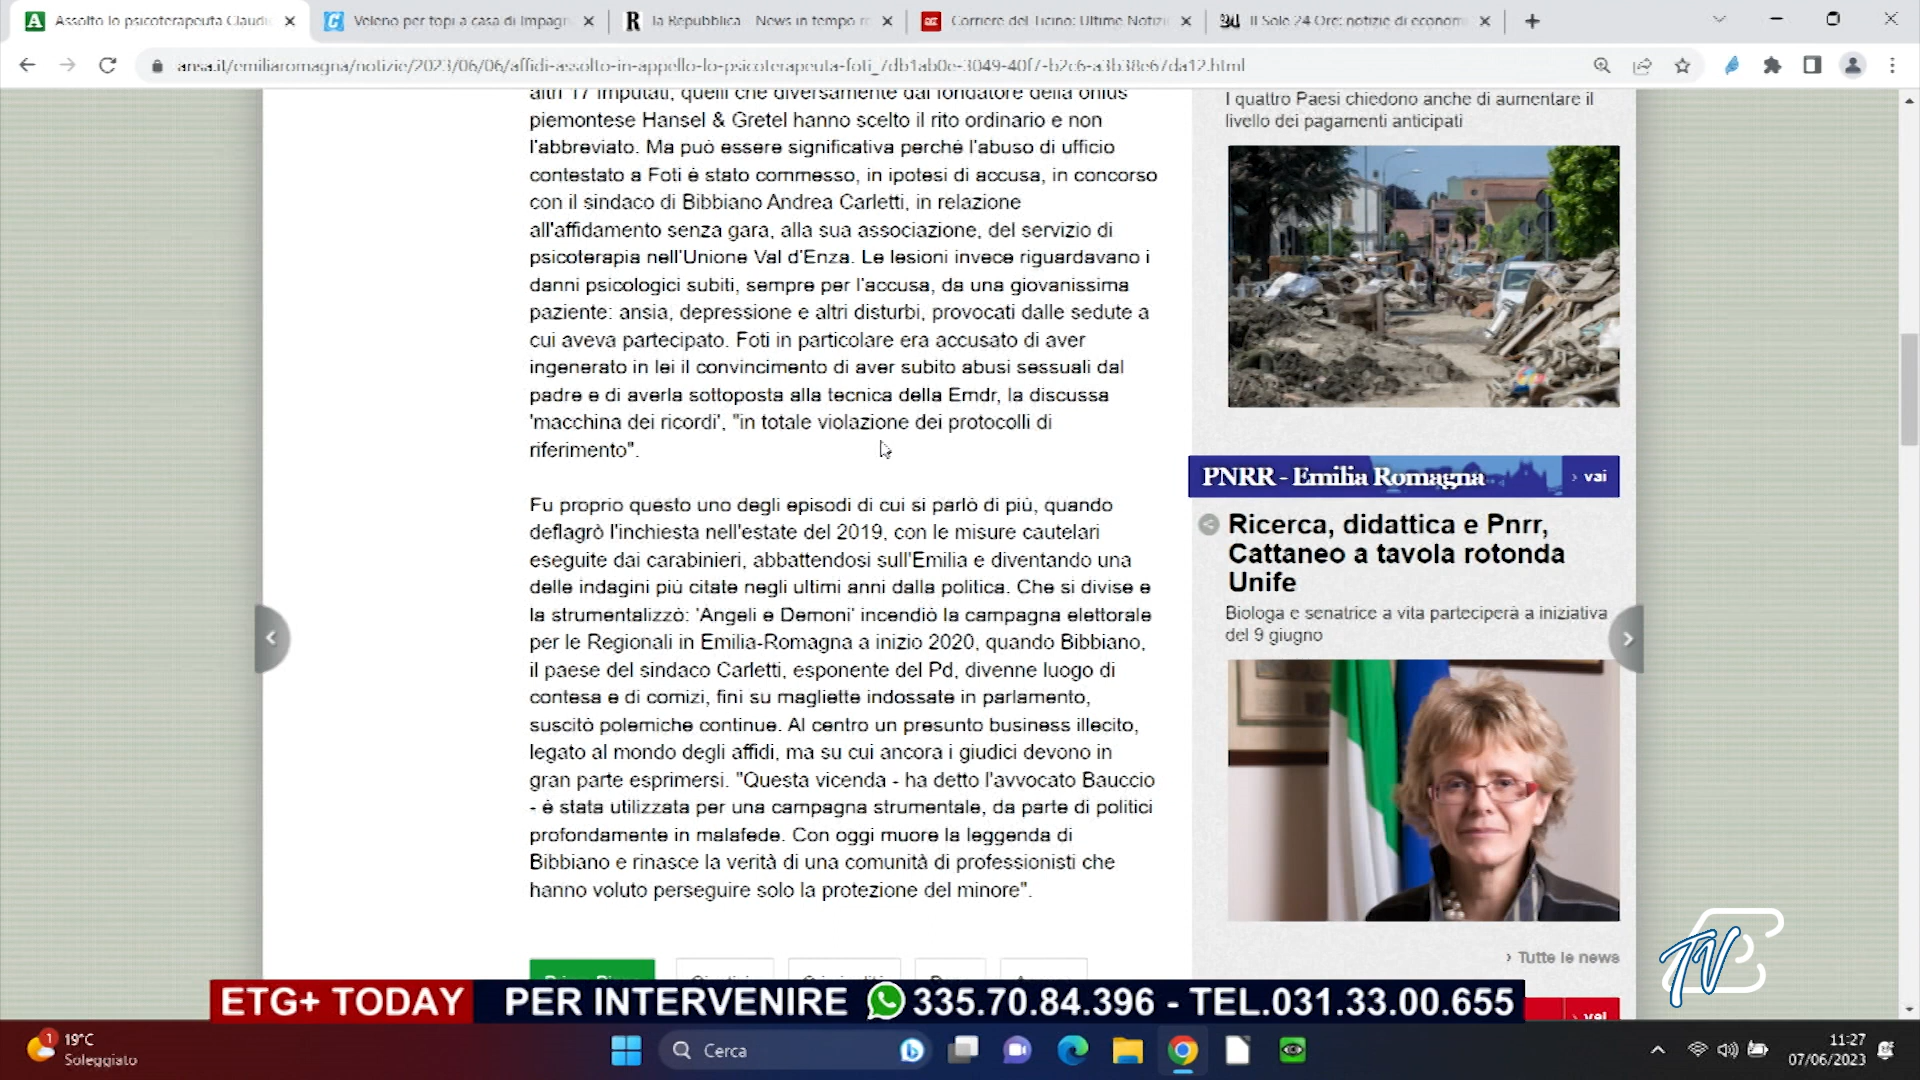 Assolto lo psicoterapeuta Claudi
Veleno per topi a casa di Impagn
la Repubblica - News in tempo re
Corriere del Ticino: Ultime Notizi
Il Sole 24 Ore: notizie di econom
ansa.it/emiliaromagna/notizie/2023/06/06/affidi-assolto-in-appello-lo-psicoterapeuta-foti_7db1ab0e-3049-40f7-b2c6-a3b38e67da12.html
altri 17 imputati, quelli che diversamente dal fondatore della onlus
piemontese Hansel & Gretel hanno scelto il rito ordinario e non
l'abbreviato. Ma può essere significativa perché l'abuso di ufficio
contestato a Foti è stato commesso, in ipotesi di accusa, in concorso
con il sindaco di Bibbiano Andrea Carletti, in relazione
all'affidamento senza gara, alla sua associazione, del servizio di
psicoterapia nell'Unione Val d'Enza. Le lesioni invece riguardavano i
danni psicologici subiti, sempre per l'accusa, da una giovanissima
paziente: ansia, depressione e altri disturbi, provocati dalle sedute a
cui aveva partecipato. Foti in particolare era accusato di aver
ingenerato in lei il convincimento di aver subito abusi sessuali dal
padre e di averla sottoposta alla tecnica della Emdr, la discussa
'macchina dei ricordi', "in totale violazione dei protocolli di
riferimento".
Fu proprio questo uno degli episodi di cui si parlò di più, quando
deflagrò l'inchiesta nell'estate del 2019, con le misure cautelari
eseguite dai carabinieri, abbattendosi sull'Emilia e diventando una
delle indagini più citate negli ultimi anni dalla politica. Che si divise e
la strumentalizzò: 'Angeli e Demoni' incendiò la campagna elettorale
per le Regionali in Emilia-Romagna a inizio 2020, quando Bibbiano,
il paese del sindaco Carletti, esponente del Pd, divenne luogo di
contesa e di comizi, finì su magliette indossate in parlamento,
suscitò polemiche continue. Al centro un presunto business illecito,
legato al mondo degli affidi, ma su cui ancora i giudici devono in
gran parte esprimersi. "Questa vicenda - ha detto l'avvocato Bauccio
- è stata utilizzata per una campagna strumentale, da parte di politici
profondamente in malafede. Con oggi muore la leggenda di
Bibbiano e rinasce la verità di una comunità di professionisti che
hanno voluto perseguire solo la protezione del minore".
I quattro Paesi chiedono anche di aumentare il
livello dei pagamenti anticipati
PNRR - Emilia Romagna
› vai
Ricerca, didattica e Pnrr,
Cattaneo a tavola rotonda
Unife
Biologa e senatrice a vita parteciperà a iniziativa
del 9 giugno
› Tutte le news
› vai
ETG+ TODAY PER INTERVENIRE 335.70.84.396 - TEL.031.33.00.655
1
19°C
Soleggiato
Cerca
11:27
07/06/2023